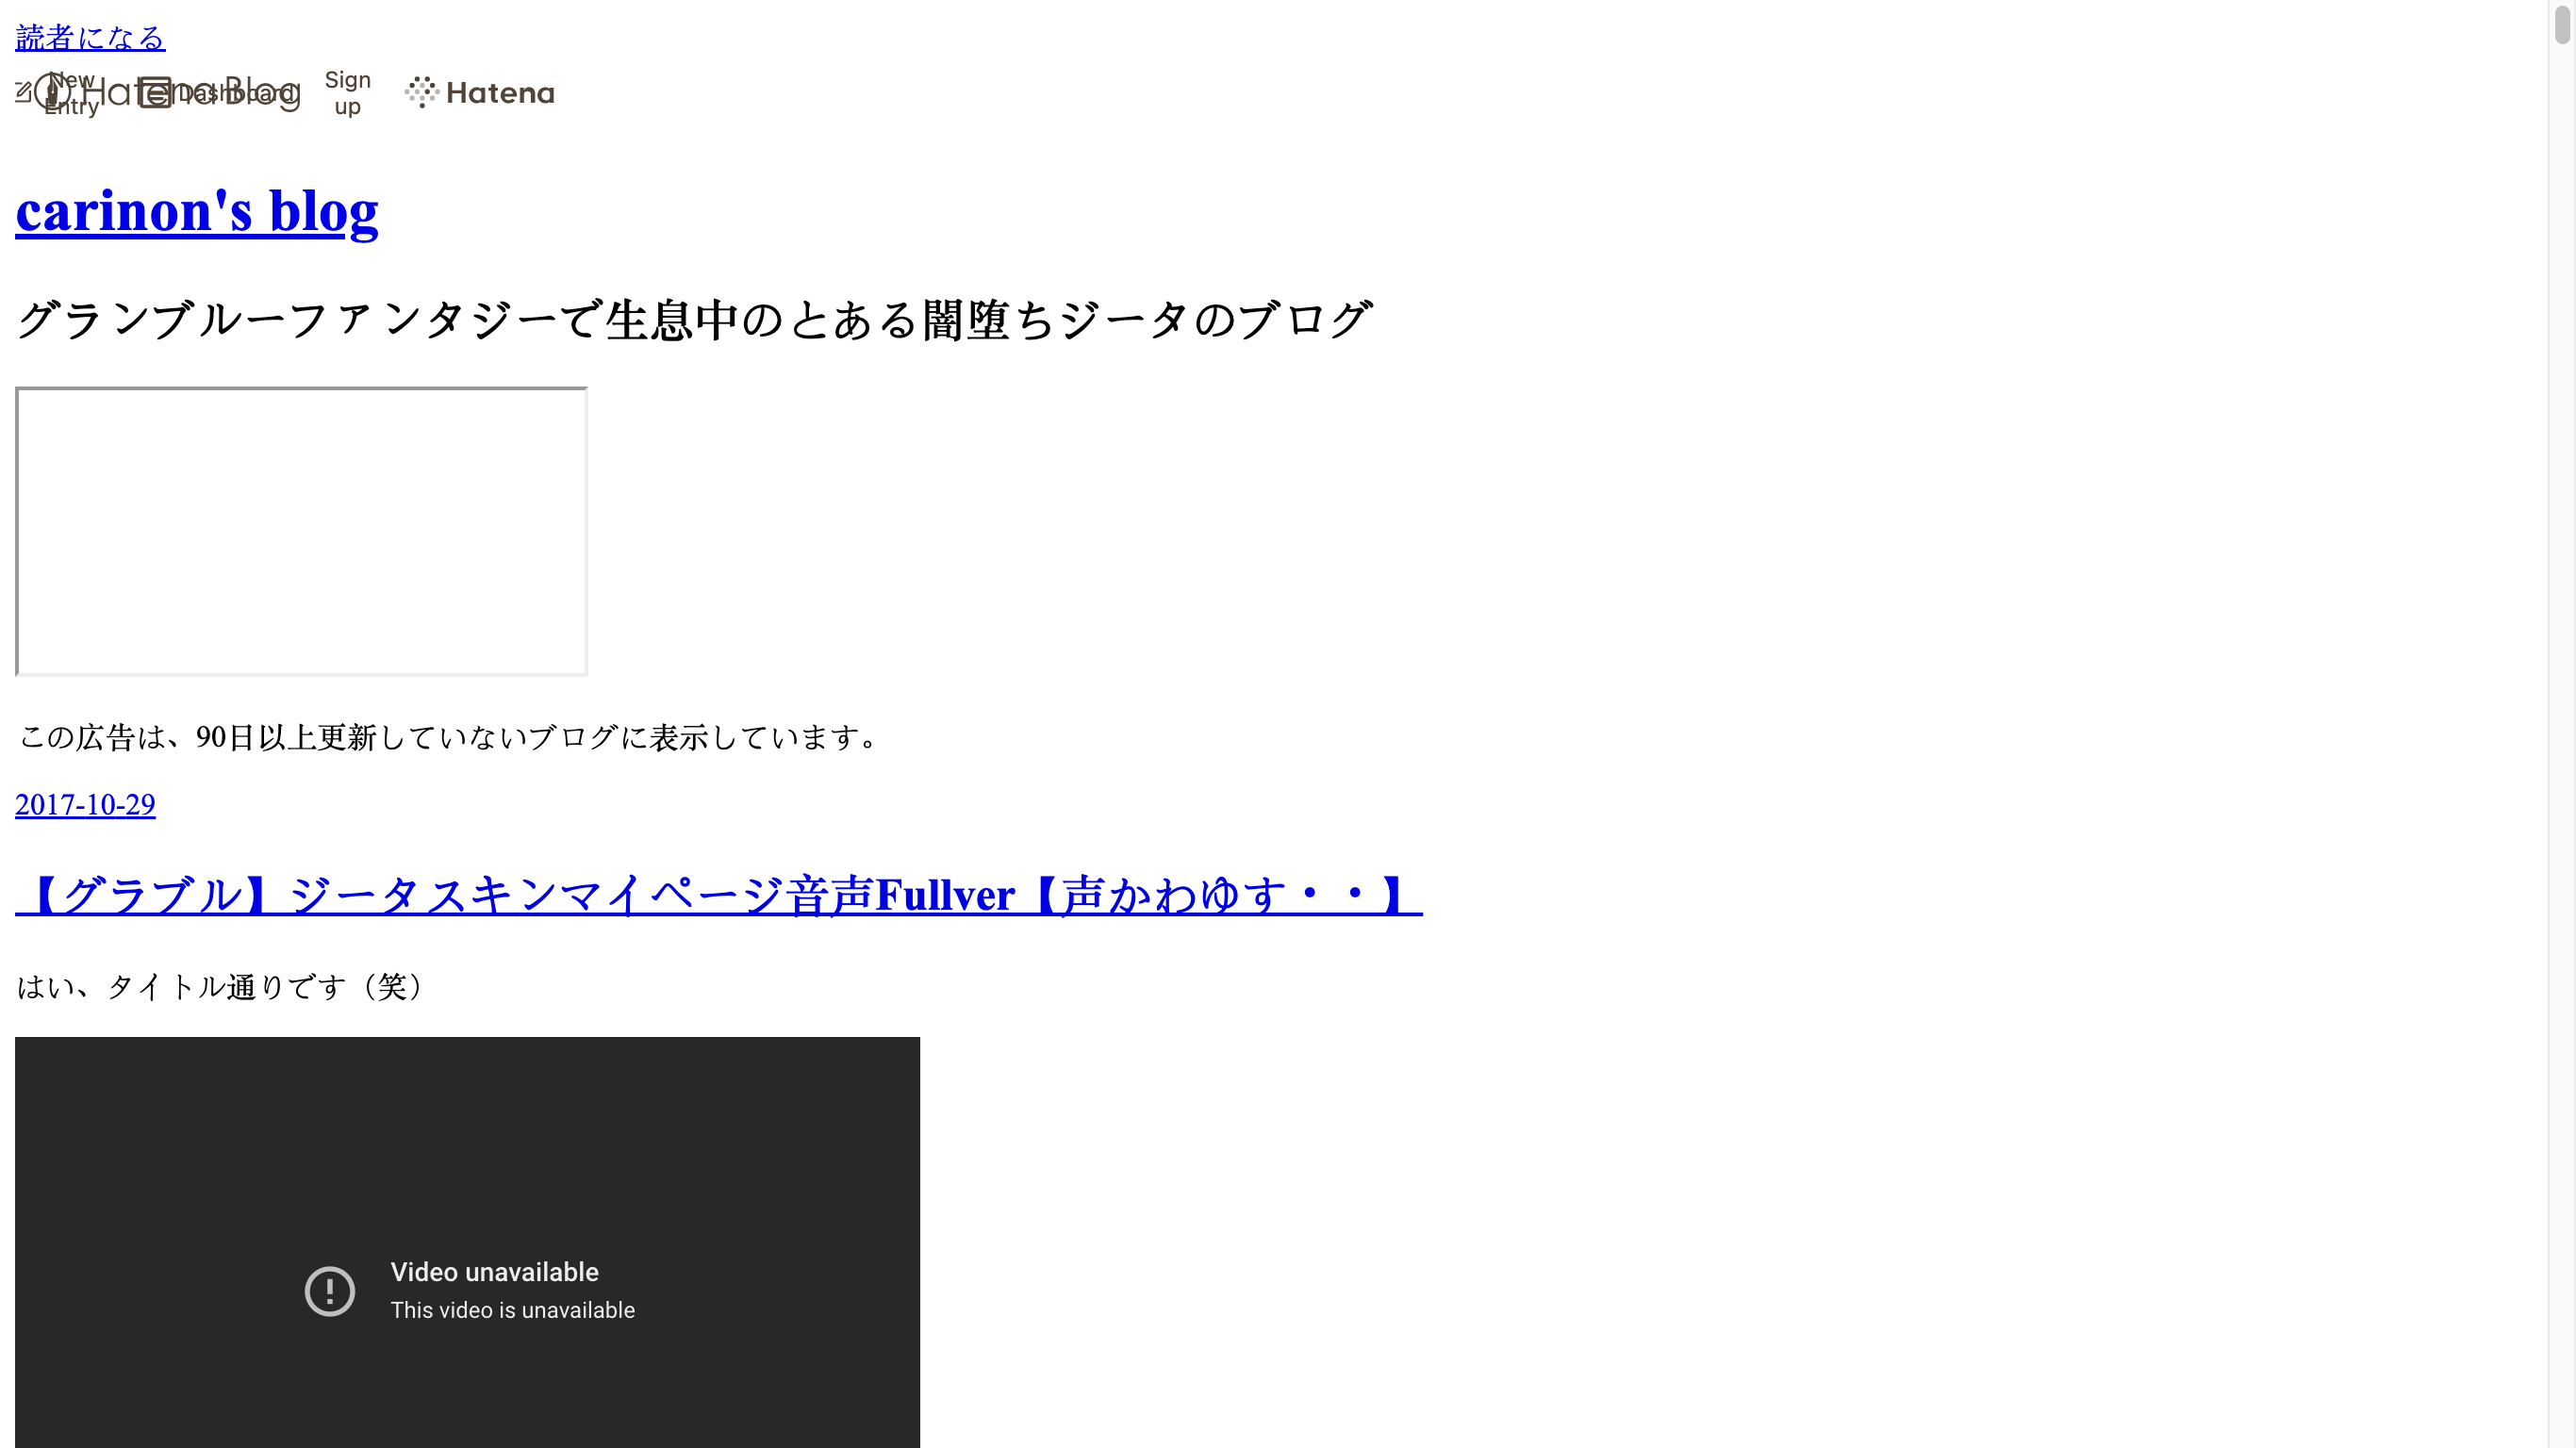 読者になる
Hatena Blog
New Entry
Dashboard
Sign up
Hatena
carinon's blog
グランブルーファンタジーで生息中のとある闇堕ちジータのブログ
この広告は、90日以上更新していないブログに表示しています。
2017-10-29
【グラブル】ジータスキンマイページ音声Fullver【声かわゆす・・】
はい、タイトル通りです（笑）
Video unavailable
This video is unavailable